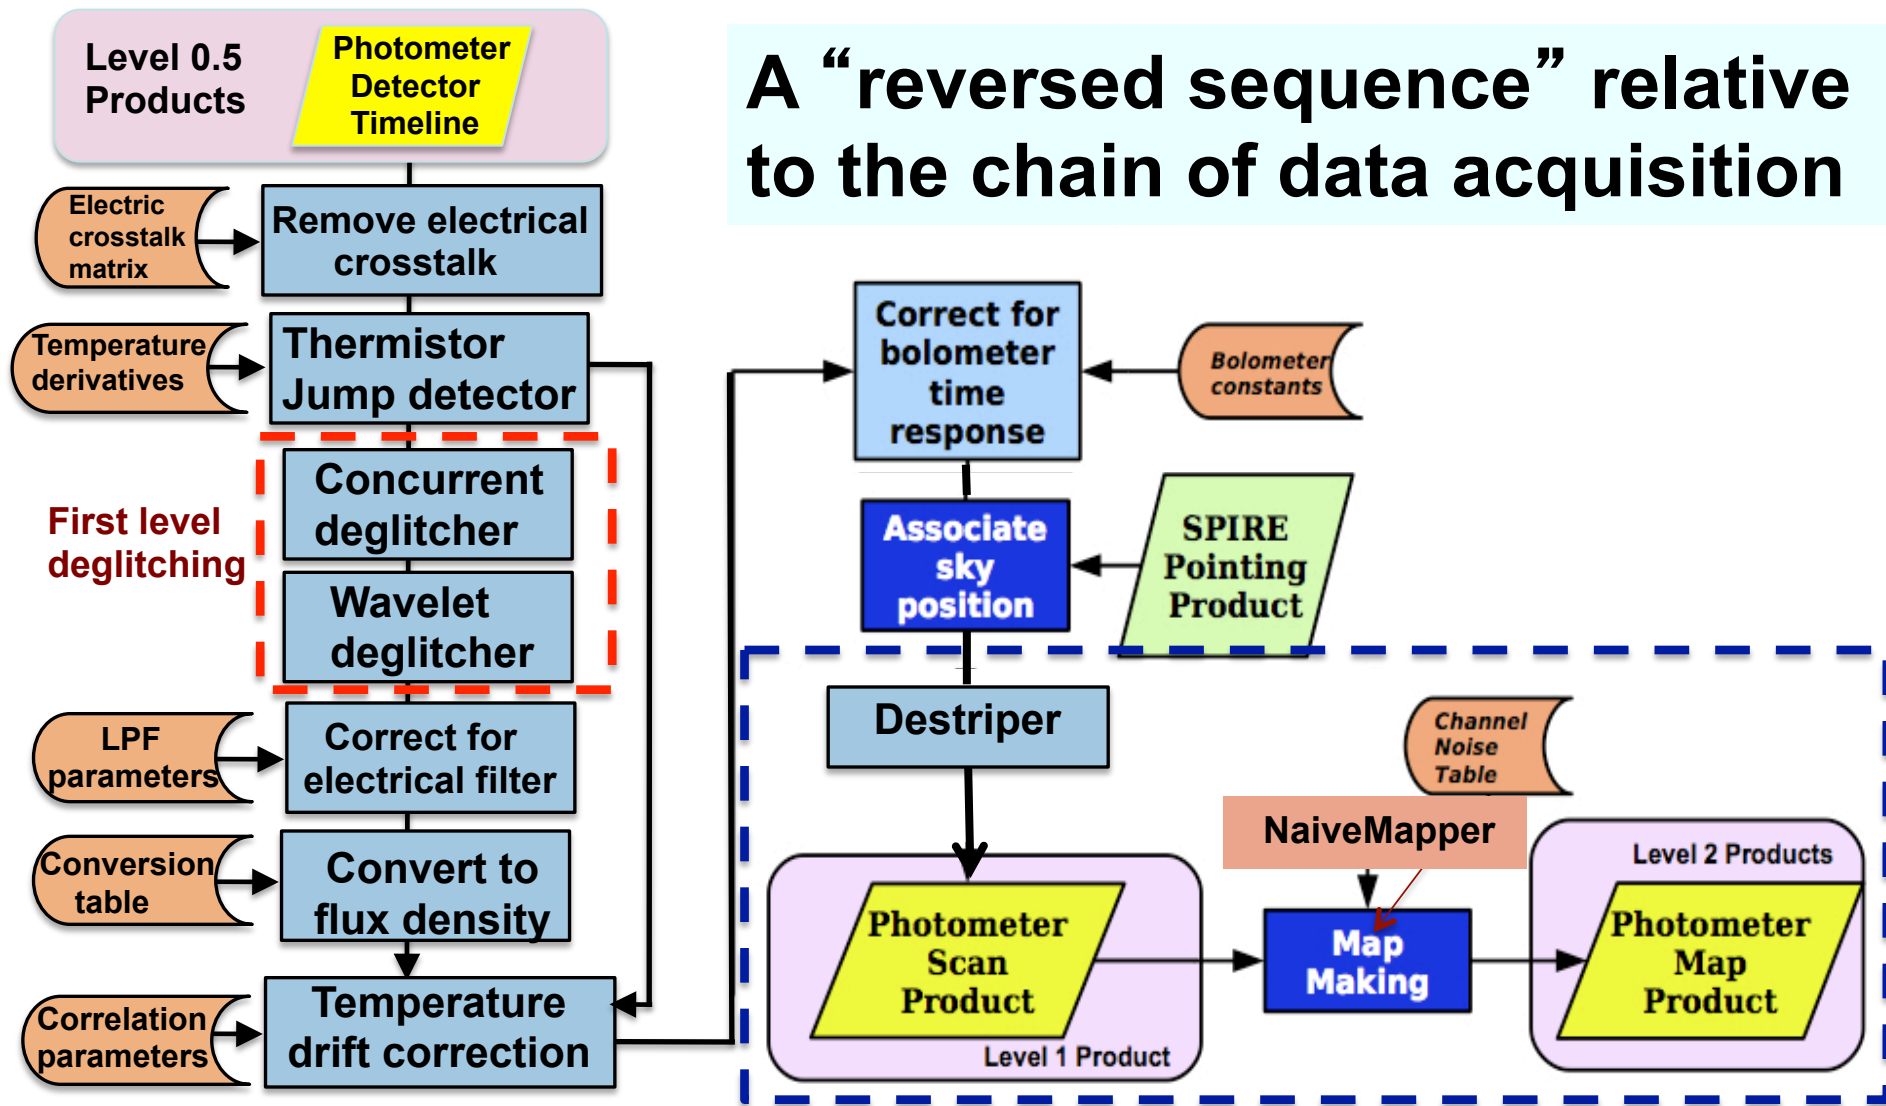 Level 0.5
Products
Photometer
Detector
Timeline
A “reversed sequence” relative
to the chain of data acquisition
Electric
crosstalk
matrix
Remove electrical
crosstalk
Temperature
derivatives
Thermistor
Jump detector
First level
deglitching
Concurrent
deglitcher
Wavelet
deglitcher
LPF
parameters
Correct for
electrical filter
Conversion
table
Convert to
flux density
Correlation
parameters
Temperature
drift correction
Correct for
bolometer
time
response
Bolometer
constants
Associate
sky
position
SPIRE
Pointing
Product
Destriper
Channel
Noise
Table
NaiveMapper
Photometer
Scan
Product
Level 1 Product
Map
Making
Level 2 Products
Photometer
Map
Product